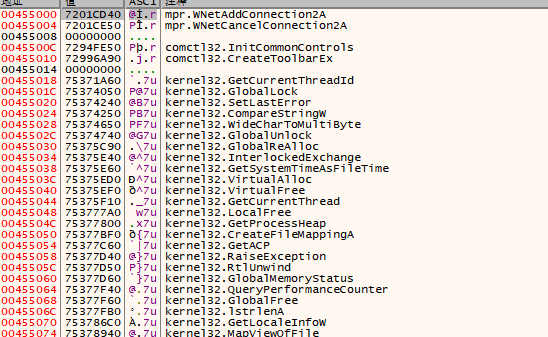 地址 值 ASCI 注释
00455000 7201CD40 @Í.r mpr.WNetAddConnection2A
00455004 7201CE50 PÎ.r mpr.WNetCancelConnection2A
00455008 00000000 ....
0045500C 7294FE50 Pþ.r comctl32.InitCommonControls
00455010 72996A90 .j.r comctl32.CreateToolbarEx
00455014 00000000 ....
00455018 75371A60 `.7u kernel32.GetCurrentThreadId
0045501C 75374050 P@7u kernel32.GlobalLock
00455020 75374240 @B7u kernel32.SetLastError
00455024 75374250 PB7u kernel32.CompareStringW
00455028 75374650 PF7u kernel32.WideCharToMultiByte
0045502C 75374740 @G7u kernel32.GlobalUnlock
00455030 75375C90 .\7u kernel32.GlobalReAlloc
00455034 75375E40 @^7u kernel32.InterlockedExchange
00455038 75375E60 `^7u kernel32.GetSystemTimeAsFileTime
0045503C 75375ED0 Ð^7u kernel32.VirtualAlloc
00455040 75375EF0 ð^7u kernel32.VirtualFree
00455044 75375F10 ._7u kernel32.GetCurrentThread
00455048 753777A0 w7u kernel32.LocalFree
0045504C 75377800 .x7u kernel32.GetProcessHeap
00455050 75377BF0 ð{7u kernel32.CreateFileMappingA
00455054 75377C60 `|7u kernel32.GetACP
00455058 75377D40 @}7u kernel32.RaiseException
0045505C 75377D50 P}7u kernel32.RtlUnwind
00455060 75377D60 `}7u kernel32.GlobalMemoryStatus
00455064 75377F40 @.7u kernel32.QueryPerformanceCounter
00455068 75377F60 `.7u kernel32.GlobalFree
0045506C 75377FB0 °.7u kernel32.lstrlenA
00455070 753786C0 À.7u kernel32.GetLocaleInfoW
00455074 75378940 @.7u kernel32.MapViewOfFile